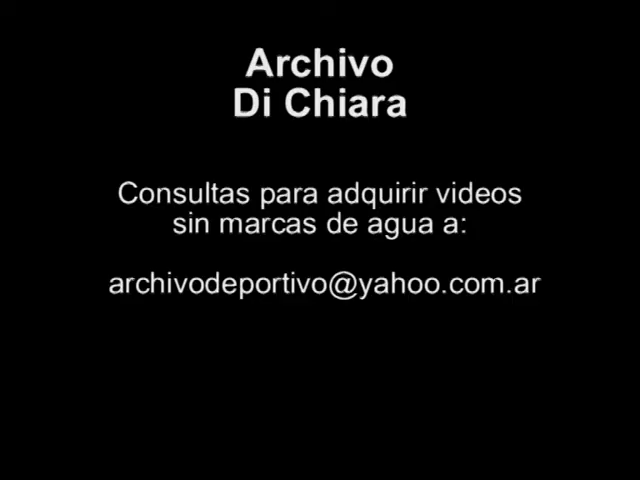 Archivo
Di Chiara
Consultas para adquirir videos
sin marcas de agua a:
archivodeportivo@yahoo.com.ar